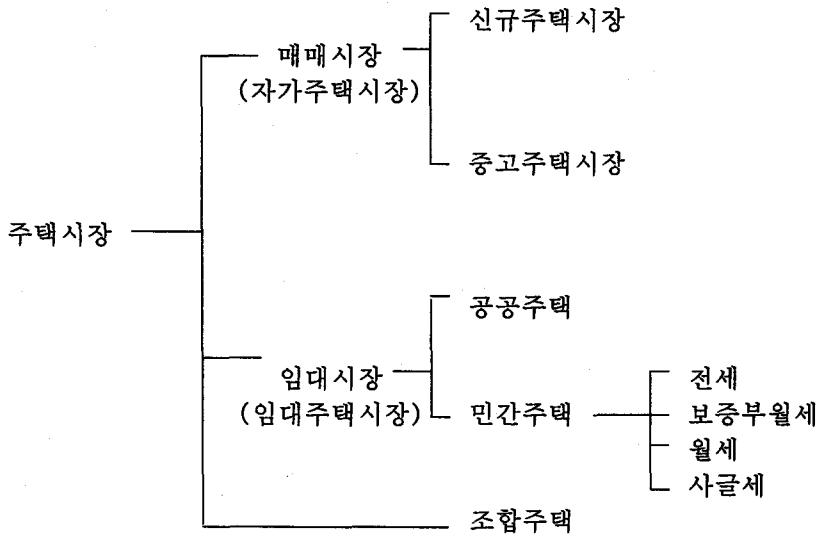 신규주택시장
매매시장
(자가주택시장)
중고주택시장
주택시장
공공주택
임대시장
(임대주택시장)
민간주택
전세
보증부월세
월세
사글세
조합주택